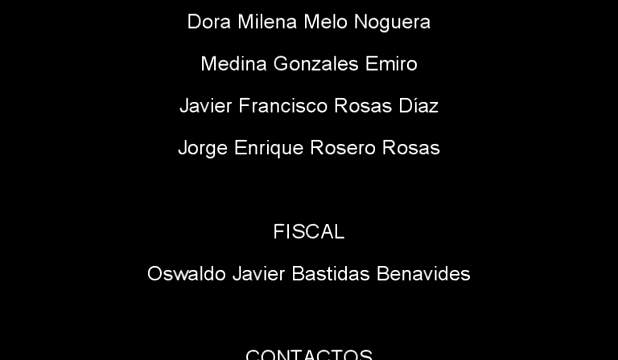 Dora Milena Melo Noguera
Medina Gonzales Emiro
Javier Francisco Rosas Díaz
Jorge Enrique Rosero Rosas
FISCAL
Oswaldo Javier Bastidas Benavides
CONTACTOS